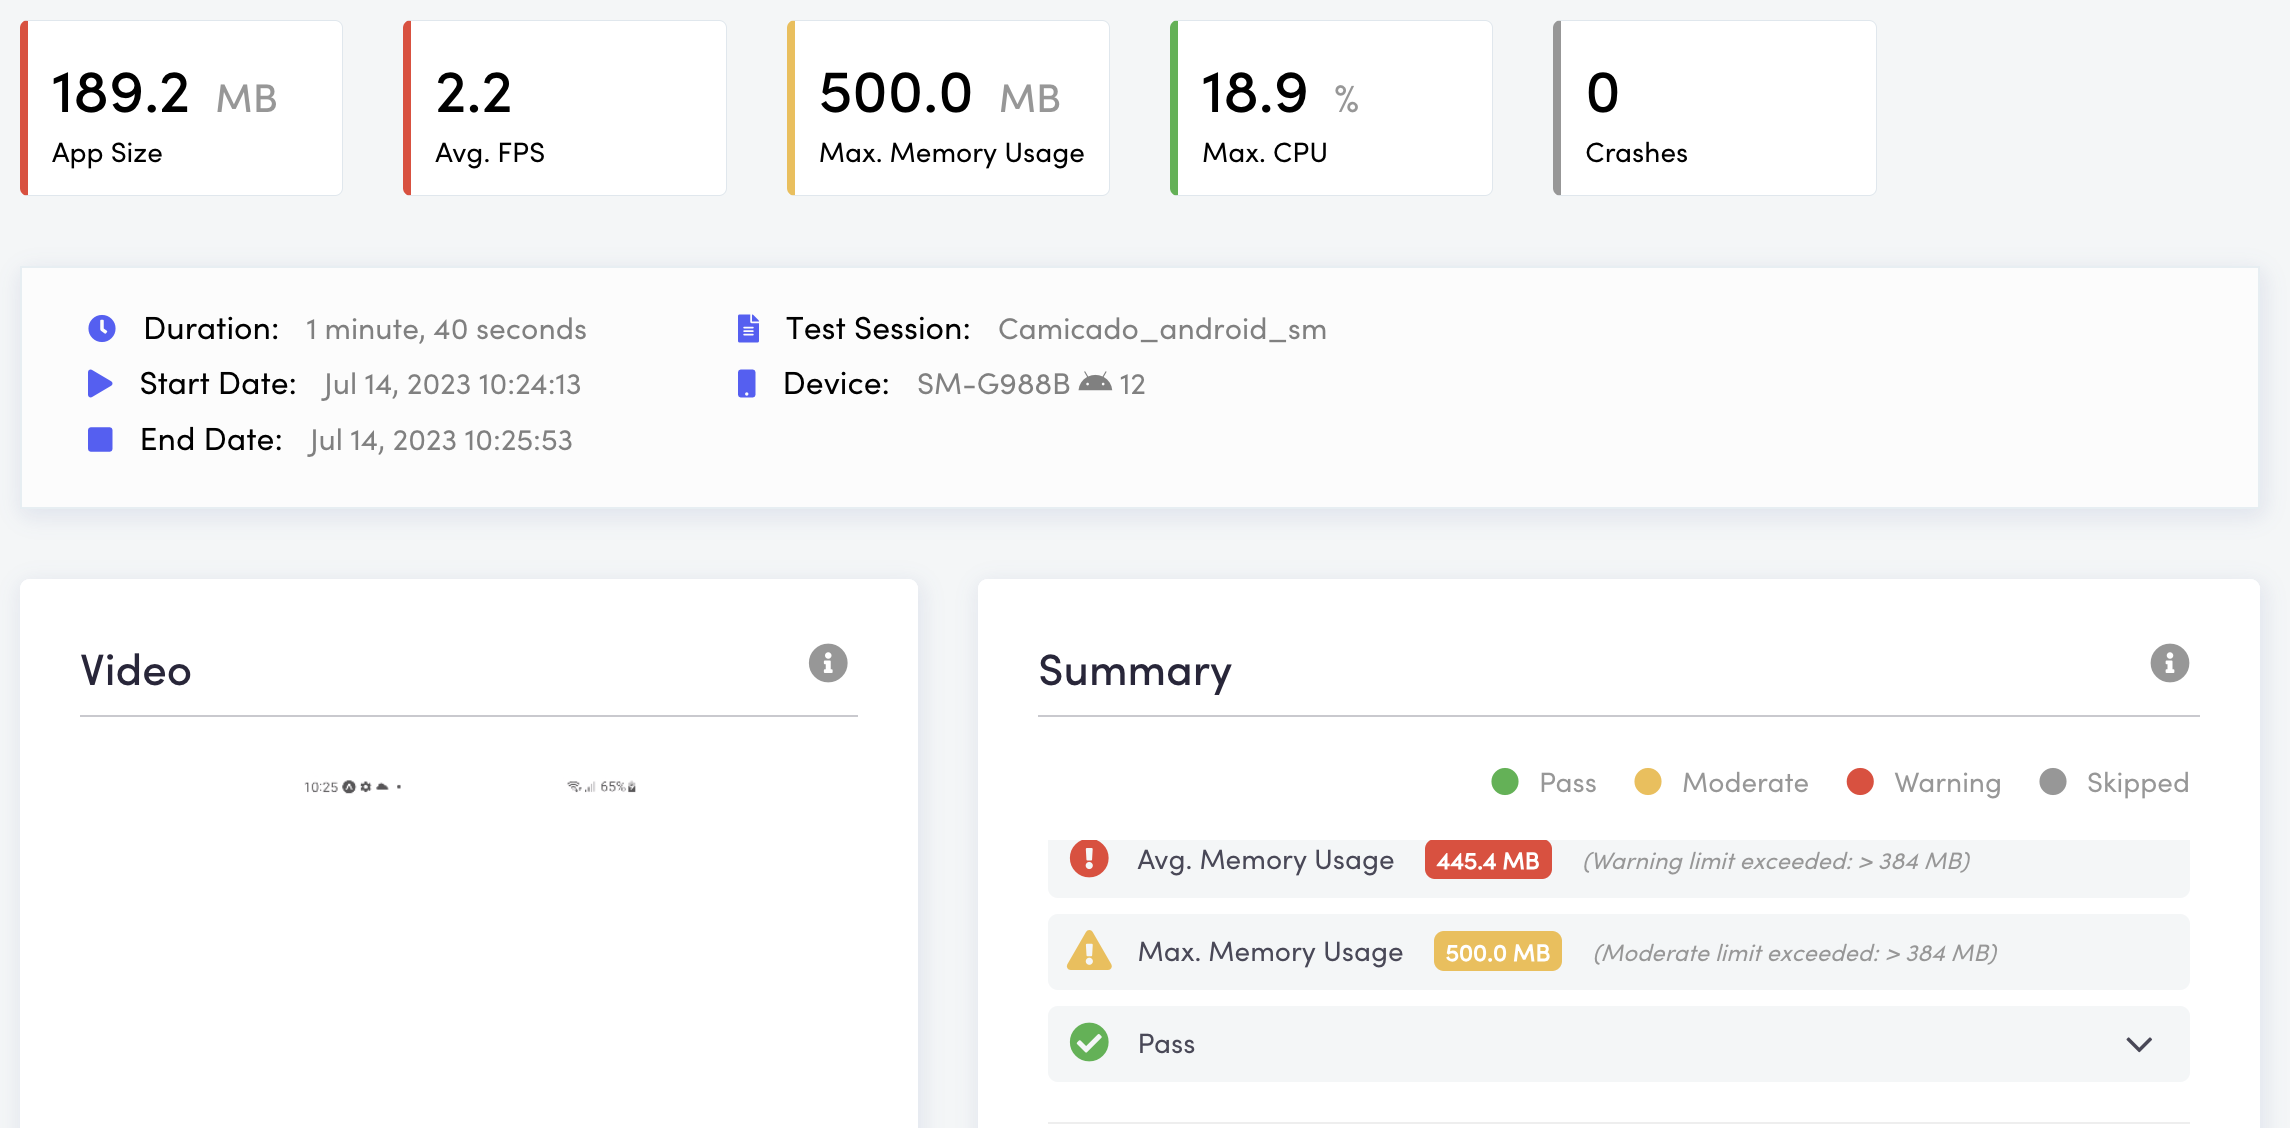 189.2 MB
App Size
2.2
Avg. FPS
500.0 MB
Max. Memory Usage
18.9 %
Max. CPU
0
Crashes
Duration: 1 minute, 40 seconds
Start Date: Jul 14, 2023 10:24:13
End Date: Jul 14, 2023 10:25:53
Test Session: Camicado_android_sm
Device: SM-G988B 12
Video
10:25
65%
Summary
Pass Moderate Warning Skipped
Avg. Memory Usage 445.4 MB (Warning limit exceeded: > 384 MB)
Max. Memory Usage 500.0 MB (Moderate limit exceeded: > 384 MB)
Pass